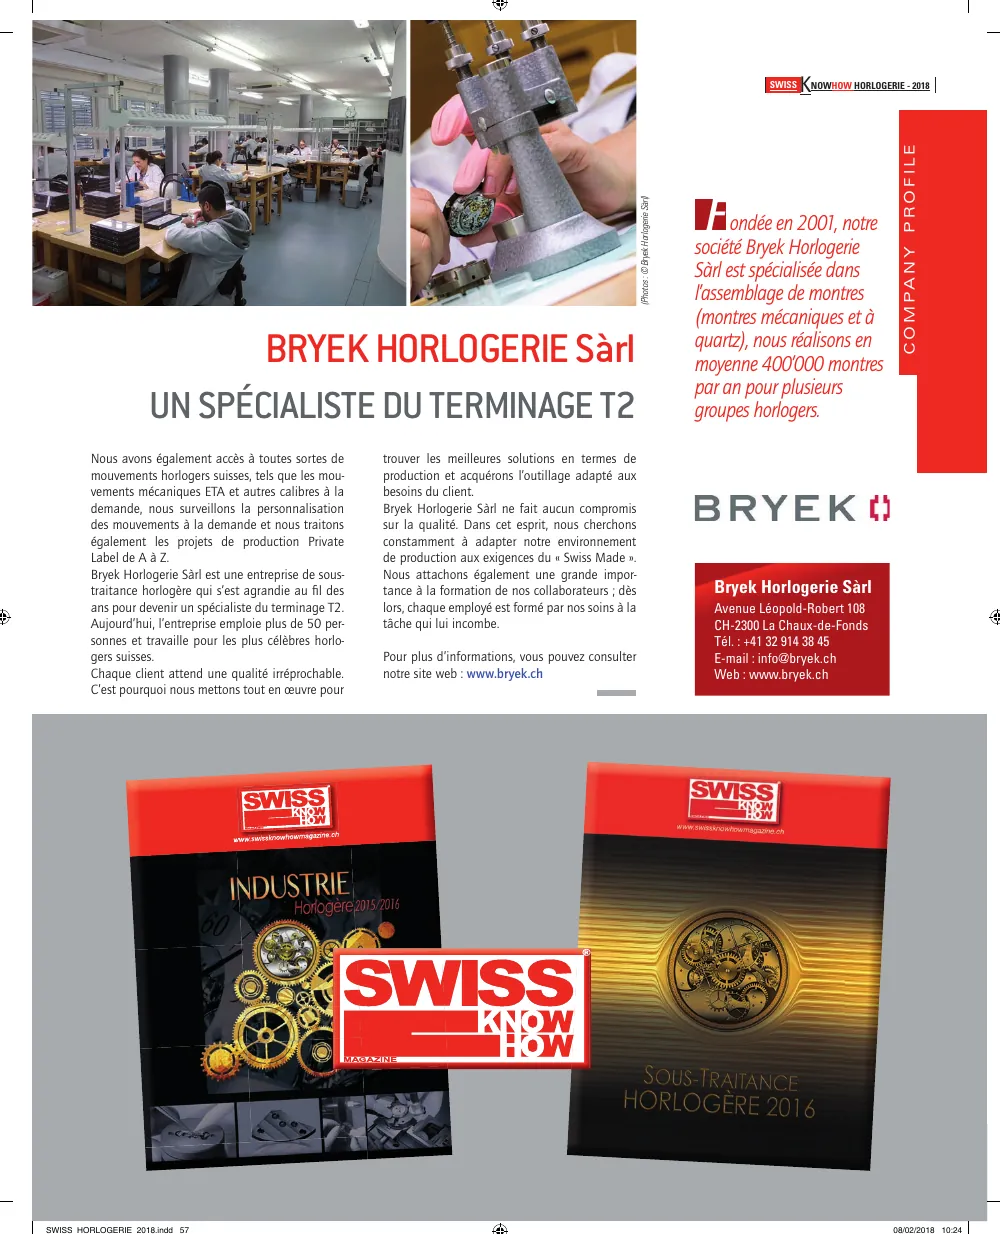 SWISS KNOWHOW HORLOGERIE - 2018
COMPANY PROFILE
(Photos : © Bryek Horlogerie Sàrl)
Fondée en 2001, notre
société Bryek Horlogerie
Sàrl est spécialisée dans
l'assemblage de montres
(montres mécaniques et à
quartz), nous réalisons en
moyenne 400'000 montres
par an pour plusieurs
groupes horlogers.
BRYEK HORLOGERIE Sàrl
UN SPÉCIALISTE DU TERMINAGE T2
Nous avons également accès à toutes sortes de
mouvements horlogers suisses, tels que les mou-
vements mécaniques ETA et autres calibres à la
demande, nous surveillons la personnalisation
des mouvements à la demande et nous traitons
également les projets de production Private
Label de A à Z.
Bryek Horlogerie Sàrl est une entreprise de sous-
traitance horlogère qui s'est agrandie au fil des
ans pour devenir un spécialiste du terminage T2.
Aujourd'hui, l'entreprise emploie plus de 50 per-
sonnes et travaille pour les plus célèbres horlo-
gers suisses.
Chaque client attend une qualité irréprochable.
C'est pourquoi nous mettons tout en œuvre pour
trouver les meilleures solutions en termes de
production et acquérons l'outillage adapté aux
besoins du client.
Bryek Horlogerie Sàrl ne fait aucun compromis
sur la qualité. Dans cet esprit, nous cherchons
constamment à adapter notre environnement
de production aux exigences du « Swiss Made ».
Nous attachons également une grande impor-
tance à la formation de nos collaborateurs ; dès
lors, chaque employé est formé par nos soins à la
tâche qui lui incombe.
Pour plus d'informations, vous pouvez consulter
notre site web : www.bryek.ch
BRYEK
Bryek Horlogerie Sàrl
Avenue Léopold-Robert 108
CH-2300 La Chaux-de-Fonds
Tél. : +41 32 914 38 45
E-mail : info@bryek.ch
Web : www.bryek.ch
SWISS
KNOW
HOW
www.swissknowhowmagazine.ch
INDUSTRIE
Horlogère 2015/2016
60
SWISS
KNOW
HOW
www.swissknowhowmagazine.ch
SOUS-TRAITANCE
HORLOGÈRE 2016
SWISS ®
KNOW
HOW
MAGAZINE
SWISS HORLOGERIE 2018.indd 57
08/02/2018 10:24